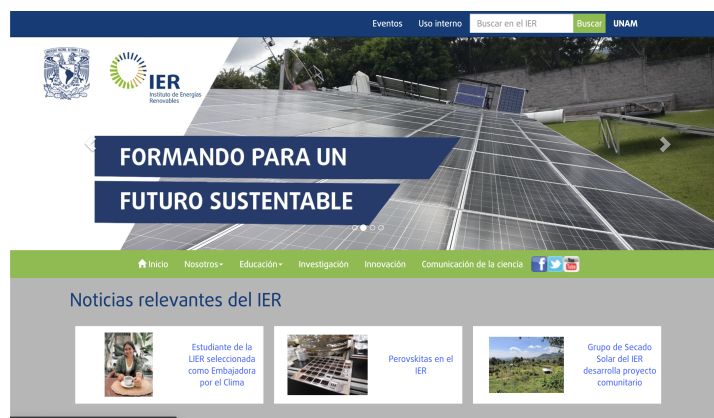 Eventos Uso interno Buscar en el IER Buscar UNAM
IER
Instituto de Energías
Renovables
FORMANDO PARA UN
FUTURO SUSTENTABLE
Inicio Nosotros Educación Investigación Innovación Comunicación de la ciencia f You Tube
Noticias relevantes del IER
Estudiante de la
LIER seleccionada
como Embajadora
por el Clima
Perovskitas en el
IER
Grupo de Secado
Solar del IER
desarrolla proyecto
comunitario